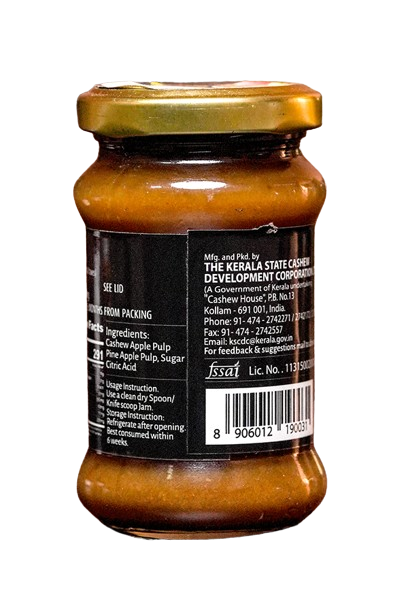 SEE LID
MONTHS FROM PACKING
Facts
291
Ingredients:
Cashew Apple Pulp
Pine Apple Pulp, Sugar
Citric Acid
Usage Instruction.
Use a clean dry Spoon/
Knife scoop Jam.
Storage Instruction:
Refrigerate after opening.
Best consumed within
6 weeks.
Mfg. and Pkd. by
THE KERALA STATE CASHEW
DEVELOPMENT CORPORATION
(A Government of Kerala undertaking
"Cashew House", P.B. No.13
Kollam - 691 001, India.
Phone: 91- 474 - 2742271 /
Fax: 91 - 474 - 2742557
Email: kscdc@kerala.gov.in
For feedback & suggestions mail
fssai Lic. No. . 1131500
8 906012 190031